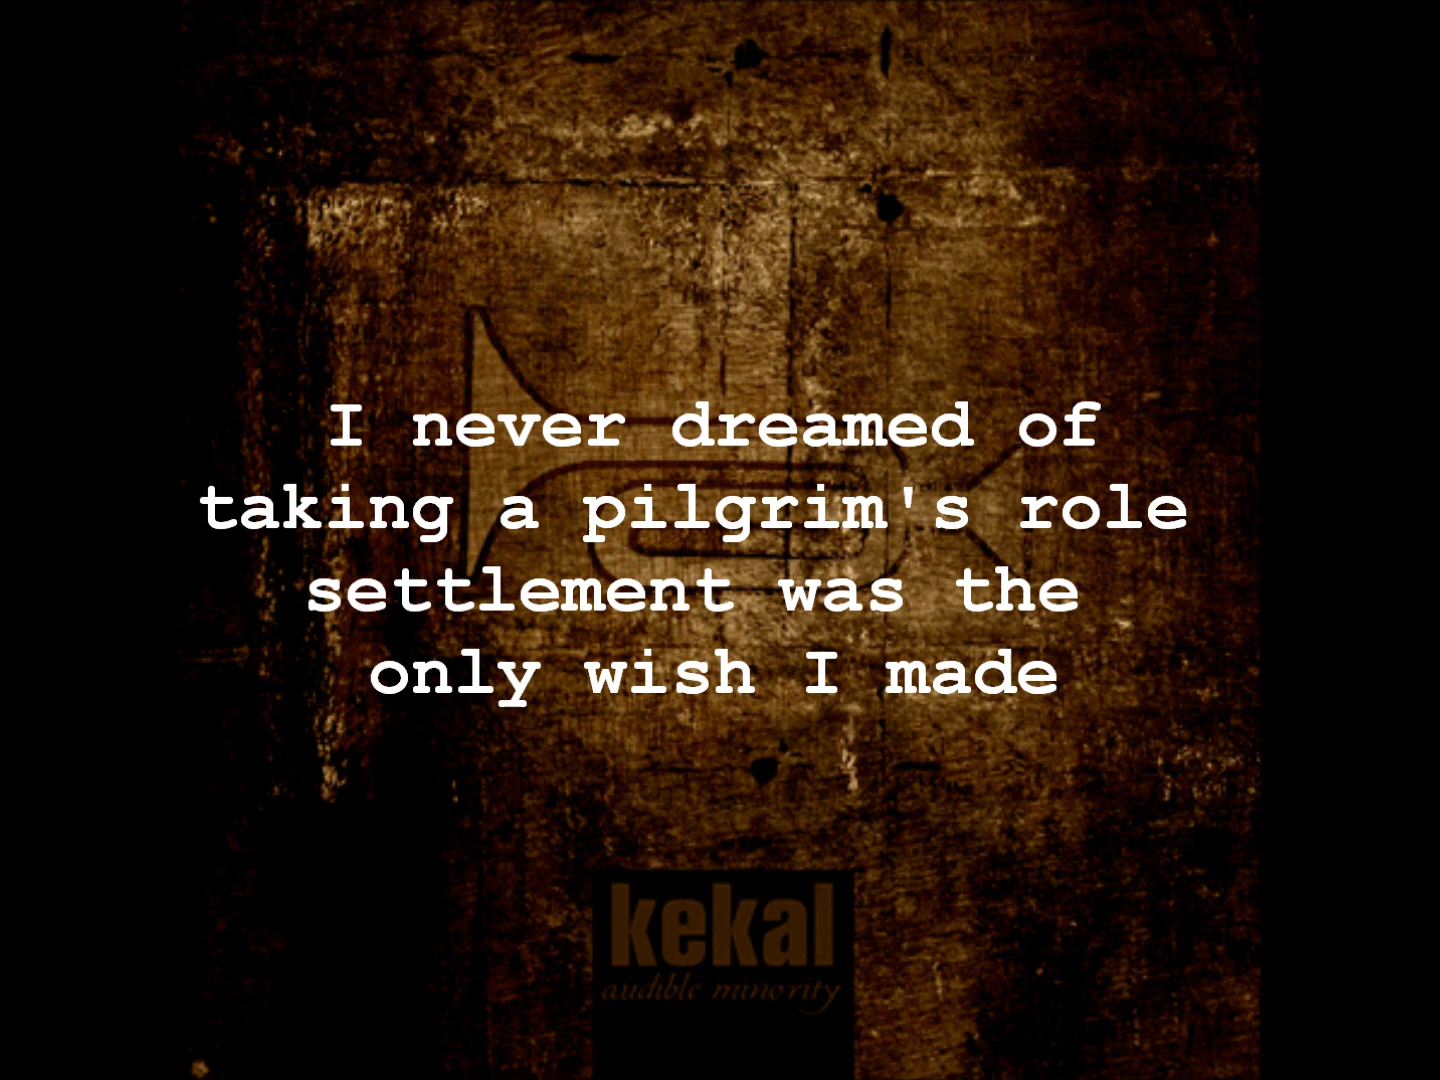 I never dreamed of
taking a pilgrim's role
settlement was the
only wish I made
kekal
audible minority